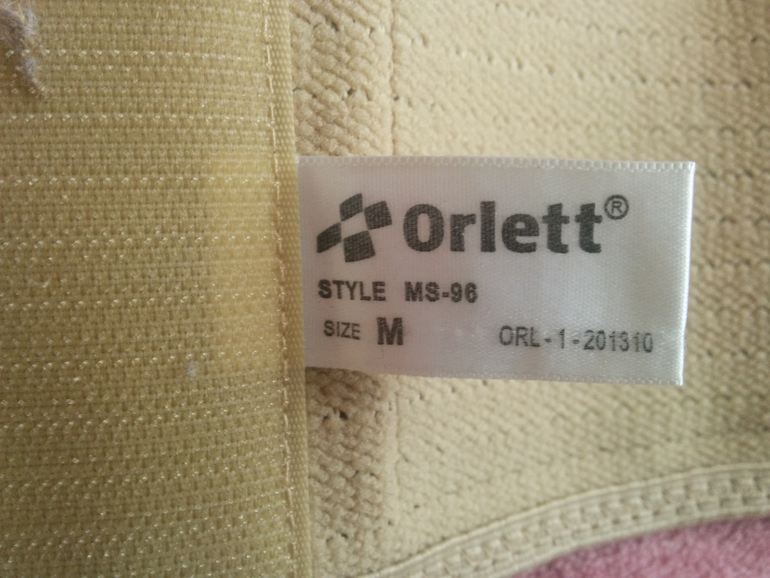 Orlett®
STYLE MS-96
SIZE M ORL-1-201310